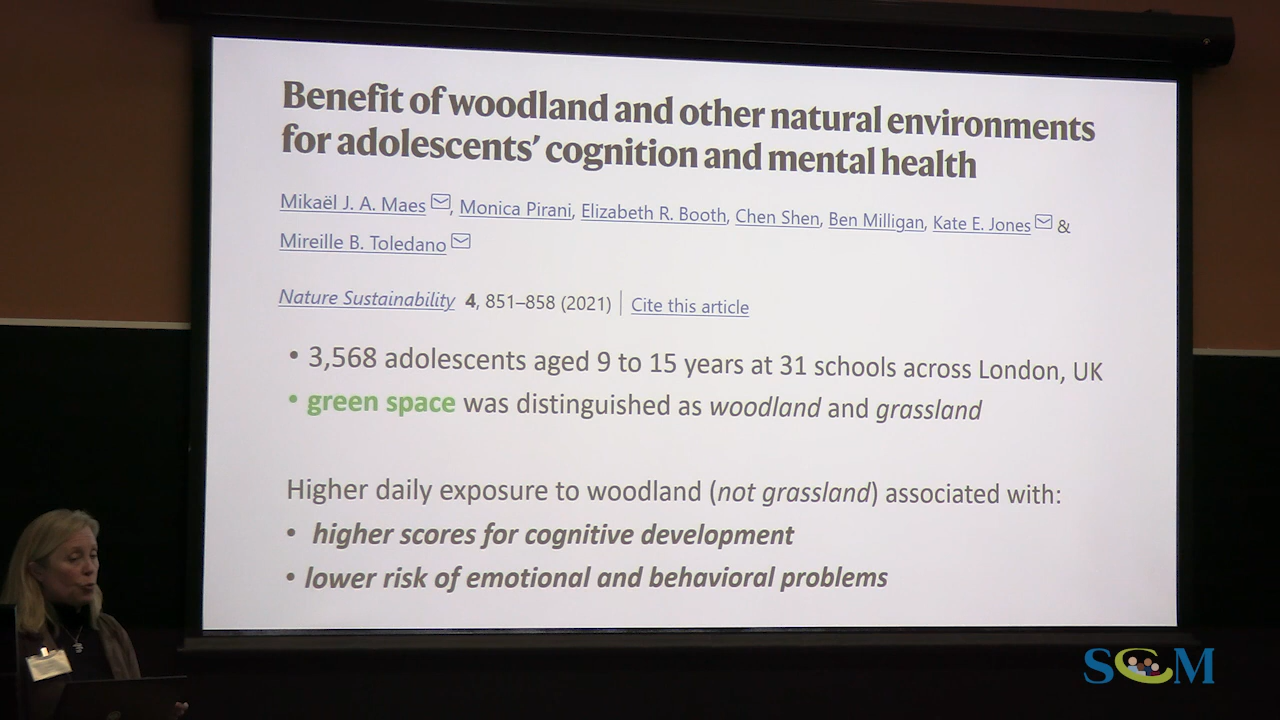 Benefit of woodland and other natural environments
for adolescents’ cognition and mental health
Mikaël J. A. Maes, Monica Pirani, Elizabeth R. Booth, Chen Shen, Ben Milligan, Kate E. Jones &
Mireille B. Toledano
Nature Sustainability 4, 851–858 (2021) | Cite this article
• 3,568 adolescents aged 9 to 15 years at 31 schools across London, UK
• green space was distinguished as woodland and grassland
Higher daily exposure to woodland (not grassland) associated with:
• higher scores for cognitive development
• lower risk of emotional and behavioral problems
SCM